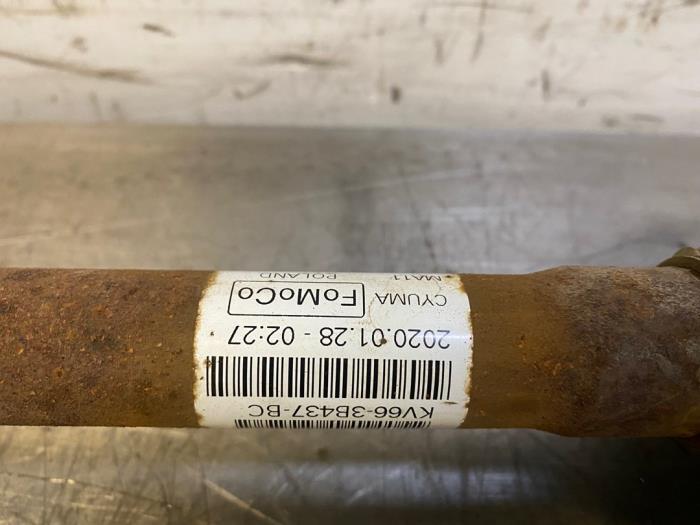 KV66-3B437-BC
2020.01.28 - 02:27
CYUMA FoMoCo
MA11 POLAND